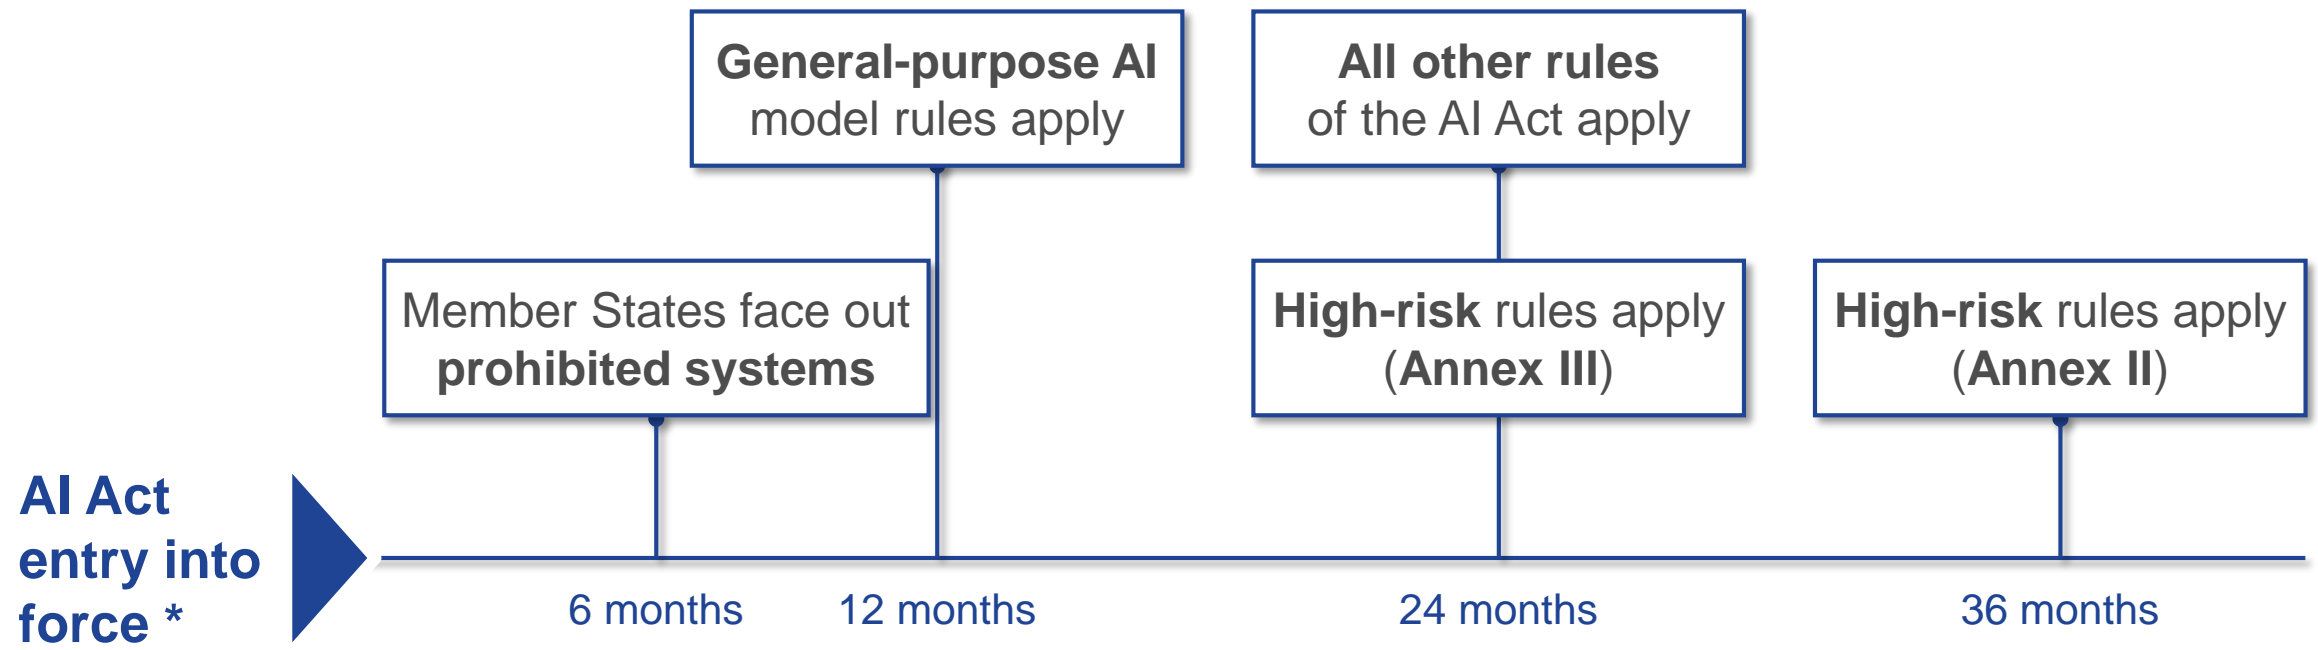 General-purpose AI
model rules apply
All other rules
of the AI Act apply
Member States face out
prohibited systems
High-risk rules apply
(Annex III)
High-risk rules apply
(Annex II)
AI Act
entry into
force *
6 months
12 months
24 months
36 months